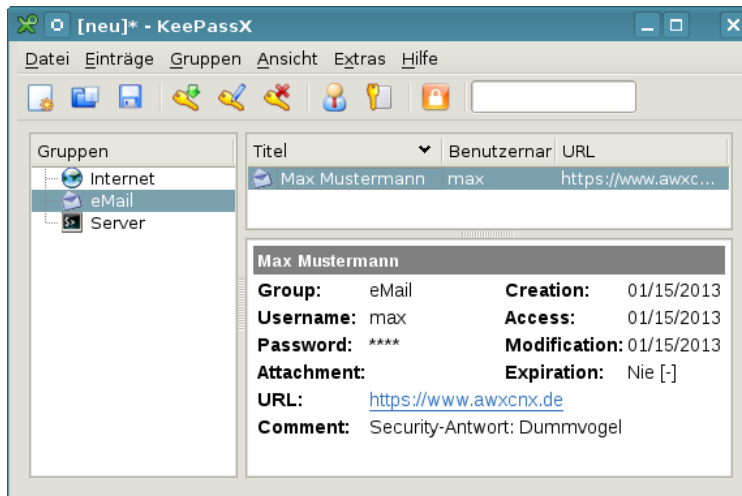 [neu]* - KeePassX
Datei Einträge Gruppen Ansicht Extras Hilfe
Gruppen
Internet
eMail
Server
Titel Benutzernar URL
Max Mustermann max https://www.awxc...
Max Mustermann
Group: eMail Creation: 01/15/2013
Username: max Access: 01/15/2013
Password: **** Modification: 01/15/2013
Attachment: Expiration: Nie [-]
URL: https://www.awxcnx.de
Comment: Security-Antwort: Dummvogel